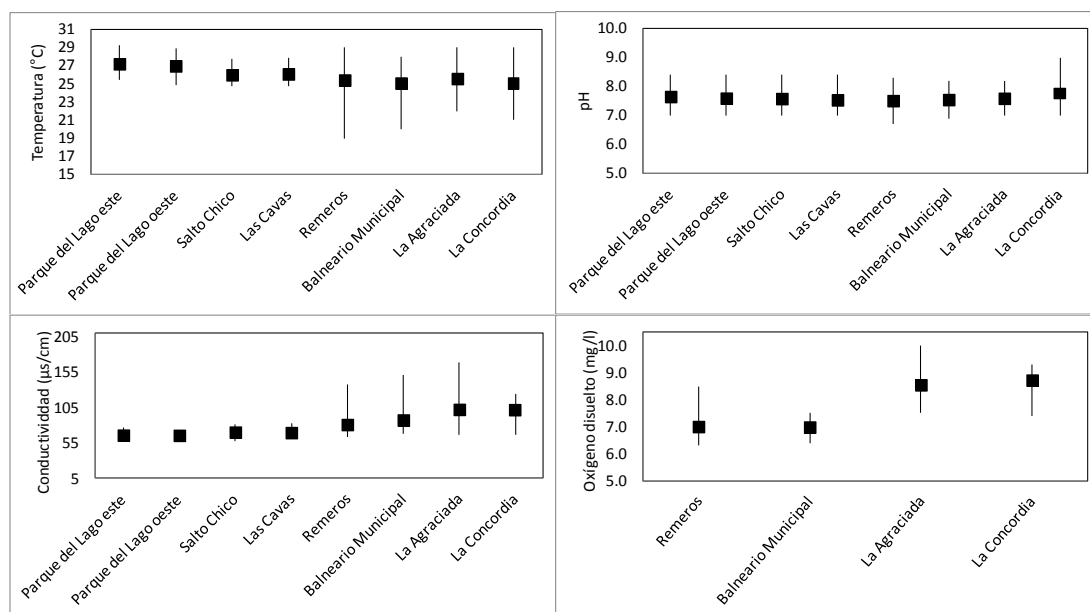 Temperatura (°C)
31
29
27
25
23
21
19
17
15
Parque del Lago este
Parque del Lago oeste
Salto Chico
Las Cavas
Remeros
Balneario Municipal
La Agraciada
La Concordia
pH
10.0
9.0
8.0
7.0
6.0
5.0
Parque del Lago este
Parque del Lago oeste
Salto Chico
Las Cavas
Remeros
Balneario Municipal
La Agraciada
La Concordia
Conductividdad (µs/cm)
205
155
105
55
5
Parque del Lago este
Parque del Lago oeste
Salto Chico
Las Cavas
Remeros
Balneario Municipal
La Agraciada
La Concordia
Oxígeno disuelto (mg/l)
10.0
9.0
8.0
7.0
6.0
5.0
Remeros
Balneario Municipal
La Agraciada
La Concordia